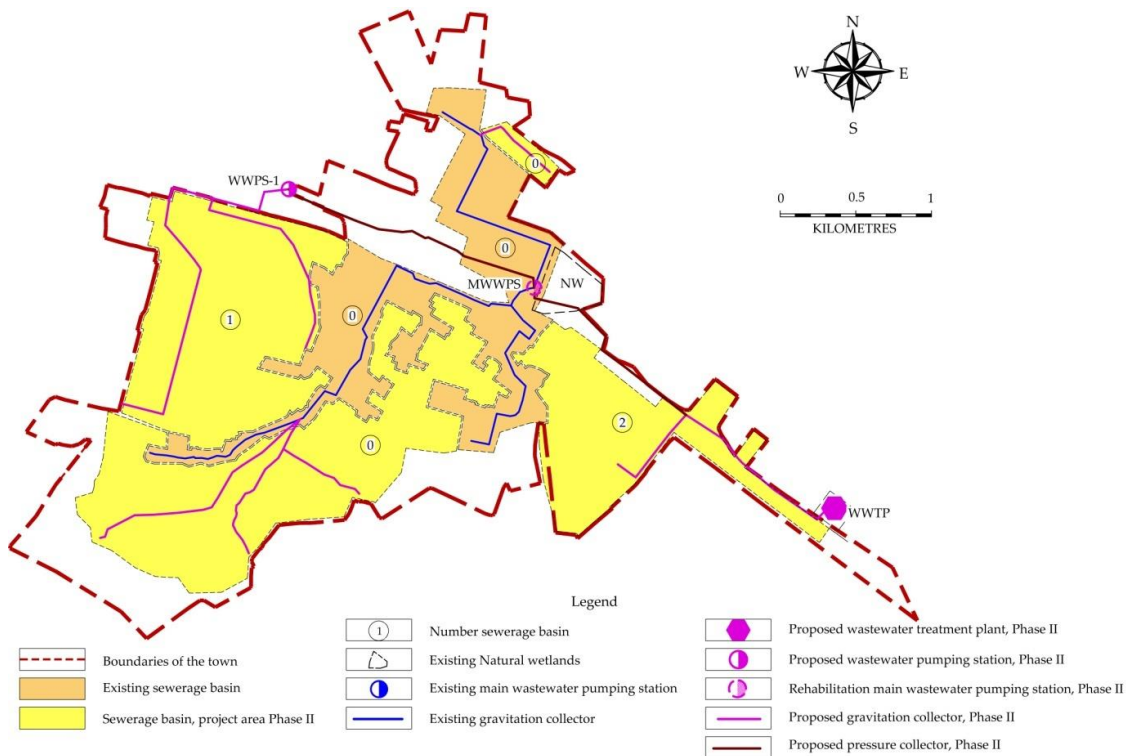 N
W E
S
0 0.5 1
KILOMETRES
0
WWPS-1
0
MWWPS NW
1
0
0
2
WWTP
Legend
1 Number sewerage basin
Proposed wastewater treatment plant, Phase II
Boundaries of the town
Existing Natural wetlands
Proposed wastewater pumping station, Phase II
Existing sewerage basin
Existing main wastewater pumping station
Rehabilitation main wastewater pumping station, Phase II
Sewerage basin, project area Phase II
Existing gravitation collector
Proposed gravitation collector, Phase II
Proposed pressure collector, Phase II